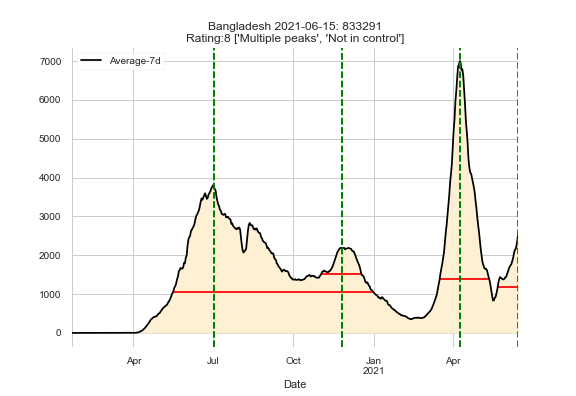 Bangladesh 2021-06-15: 833291
Rating:8 ['Multiple peaks', 'Not in control']
Average-7d
7000
6000
5000
4000
3000
2000
1000
0
Apr
Jul
Oct
Jan
2021
Apr
Date